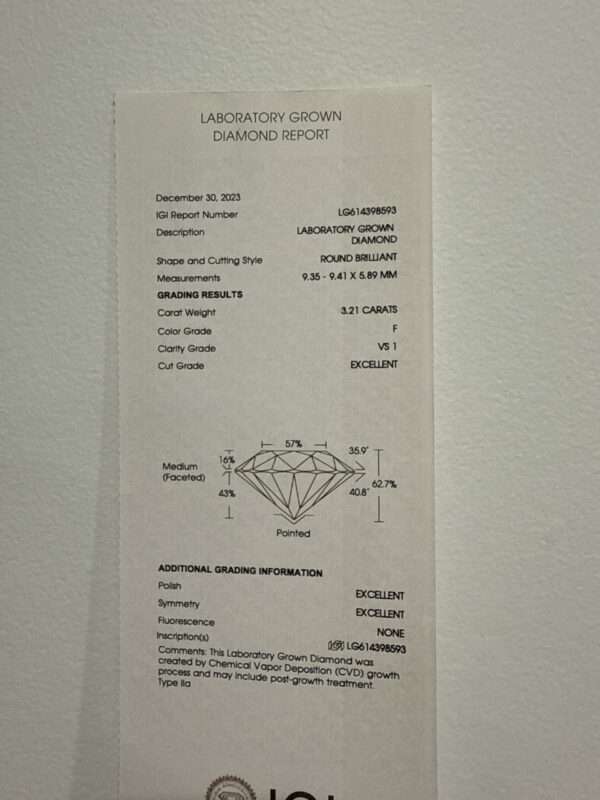 LABORATORY GROWN
DIAMOND REPORT
December 30, 2023
IGI Report Number LG614398593
Description LABORATORY GROWN
DIAMOND
Shape and Cutting Style ROUND BRILLIANT
Measurements 9.35 - 9.41 X 5.89 MM
GRADING RESULTS
Carat Weight 3.21 CARATS
Color Grade F
Clarity Grade VS 1
Cut Grade EXCELLENT
57%
16% 35.9°
Medium
(Faceted)
43% 40.8° 62.7%
Pointed
ADDITIONAL GRADING INFORMATION
Polish EXCELLENT
Symmetry EXCELLENT
Fluorescence NONE
Inscription(s) LG614398593
Comments: This Laboratory Grown Diamond was
created by Chemical Vapor Deposition (CVD) growth
process and may include post-growth treatment.
Type IIa